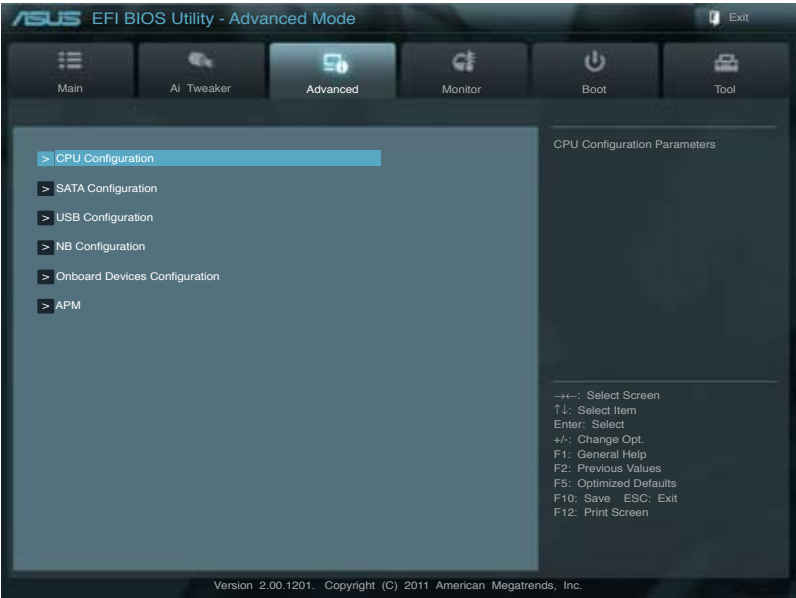 ASUS EFI BIOS Utility - Advanced Mode
Exit
Main
Ai Tweaker
Advanced
Monitor
Boot
Tool
> CPU Configuration
> SATA Configuration
> USB Configuration
> NB Configuration
> Onboard Devices Configuration
> APM
CPU Configuration Parameters
→←: Select Screen
↑↓: Select Item
Enter: Select
+/-: Change Opt.
F1: General Help
F2: Previous Values
F5: Optimized Defaults
F10: Save ESC: Exit
F12: Print Screen
Version 2.00.1201. Copyright (C) 2011 American Megatrends, Inc.